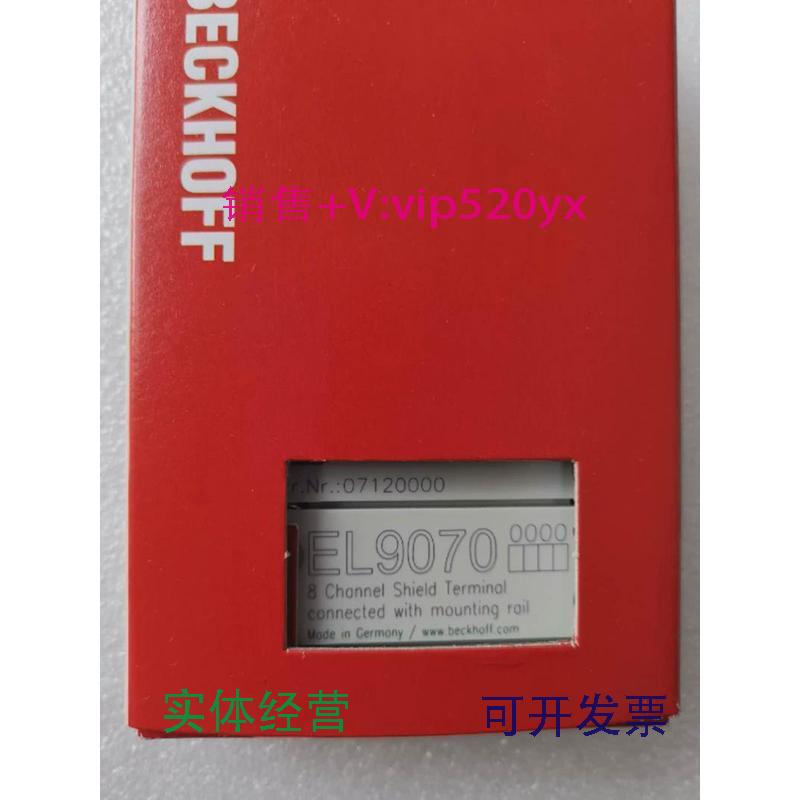 BECKHOFF
销售+V:vip520yx
r.Nr.:07120000
EL9070 0000
8 Channel Shield Terminal
connected with mounting rail
Made in Germany / www.beckhoff.com
实体经营
可开发票